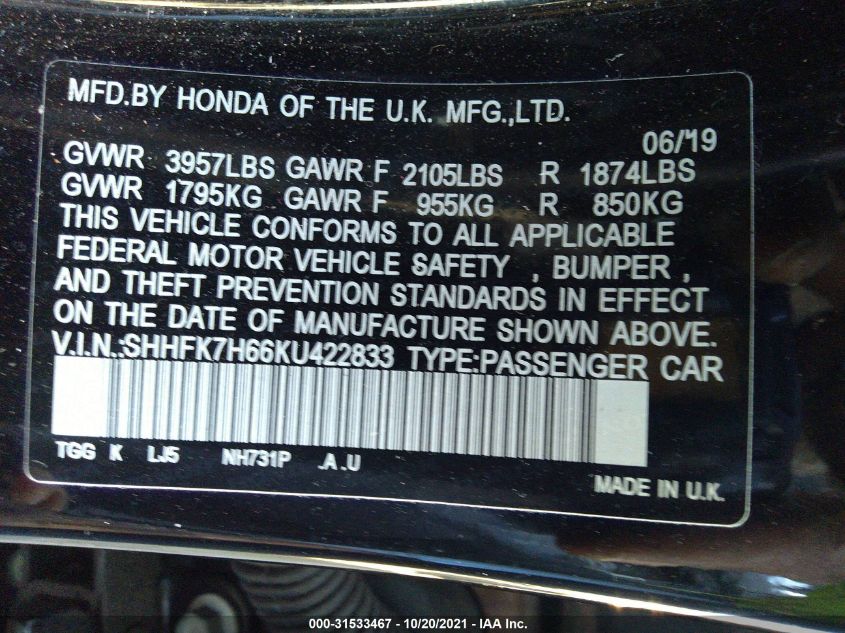 MFD.BY HONDA OF THE U.K. MFG.,LTD.
06/19
GVWR 3957LBS GAWR F 2105LBS R 1874LBS
GVWR 1795KG GAWR F 955KG R 850KG
THIS VEHICLE CONFORMS TO ALL APPLICABLE
FEDERAL MOTOR VEHICLE SAFETY , BUMPER ,
AND THEFT PREVENTION STANDARDS IN EFFECT
ON THE DATE OF MANUFACTURE SHOWN ABOVE.
V.I.N.:SHHFK7H66KU422833 TYPE:PASSENGER CAR
TGG K LJ5 NH731P .A .U
MADE IN U.K.
000-31533467 - 10/20/2021 - IAA Inc.